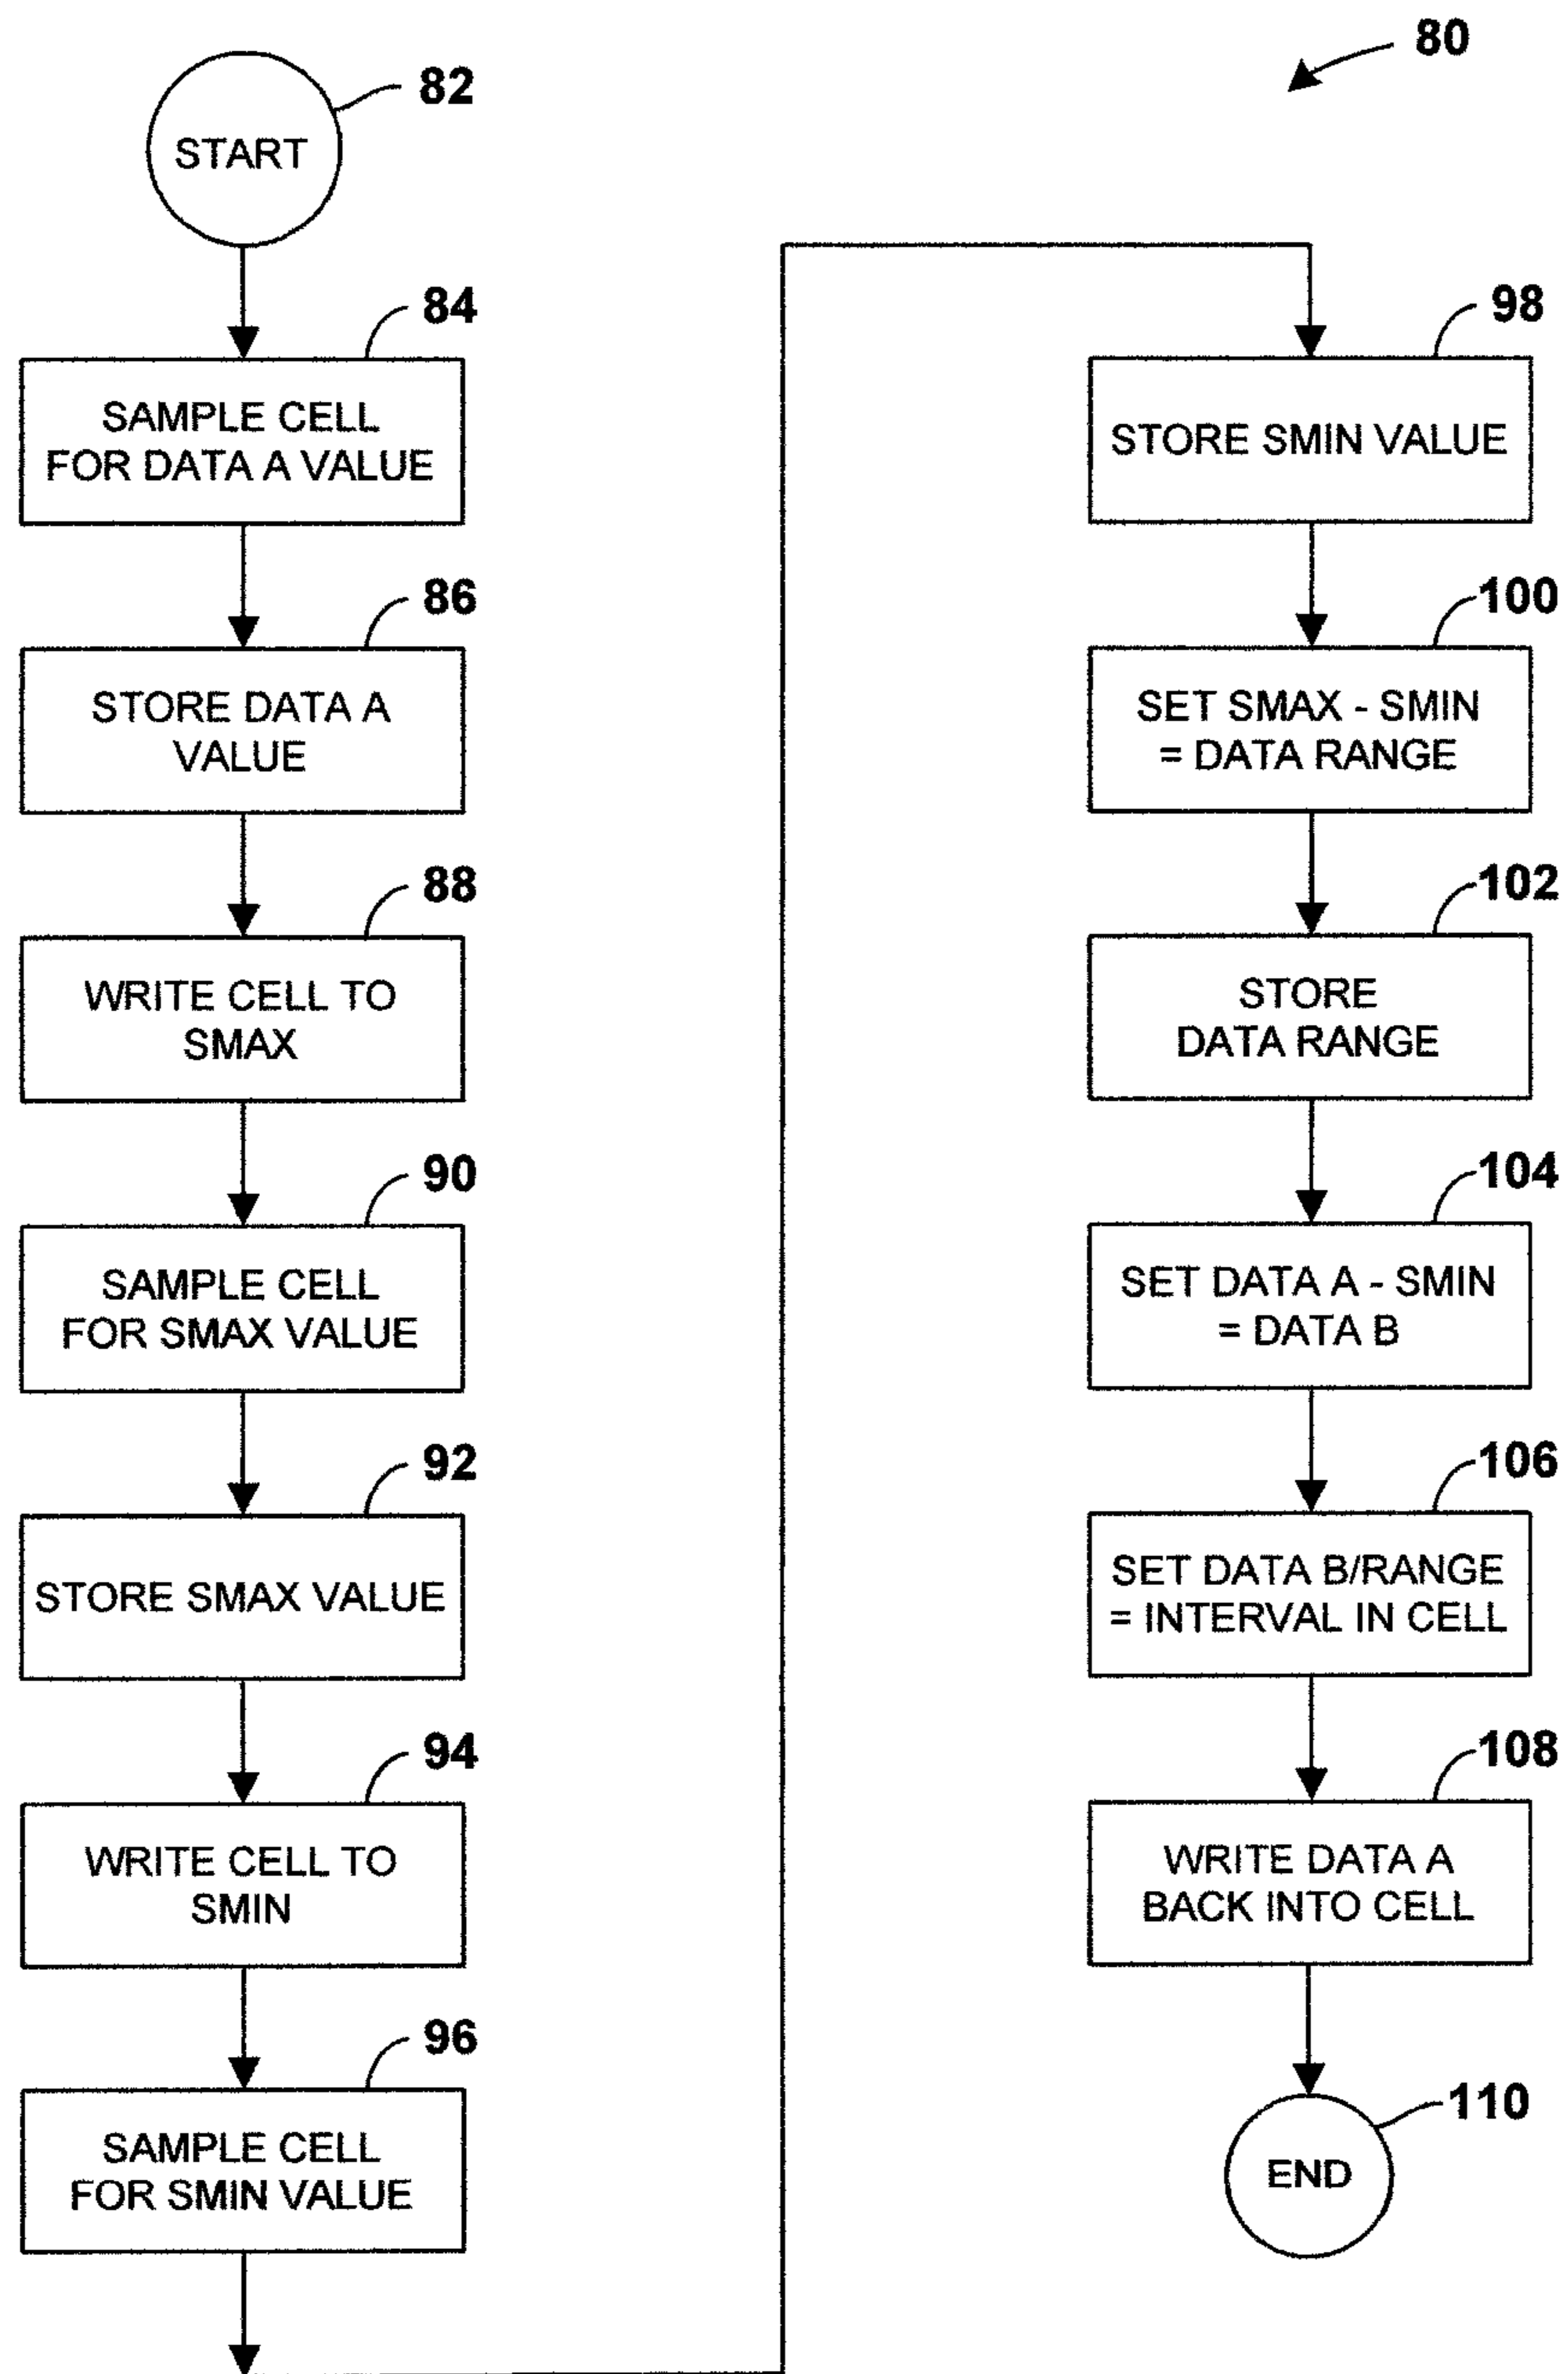 80
82
START
84
SAMPLE CELL
FOR DATA A VALUE
86
STORE DATA A
VALUE
88
WRITE CELL TO
SMAX
90
SAMPLE CELL
FOR SMAX VALUE
92
STORE SMAX VALUE
94
WRITE CELL TO
SMIN
96
SAMPLE CELL
FOR SMIN VALUE
98
STORE SMIN VALUE
100
SET SMAX - SMIN
= DATA RANGE
102
STORE
DATA RANGE
104
SET DATA A - SMIN
= DATA B
106
SET DATA B/RANGE
= INTERVAL IN CELL
108
WRITE DATA A
BACK INTO CELL
110
END